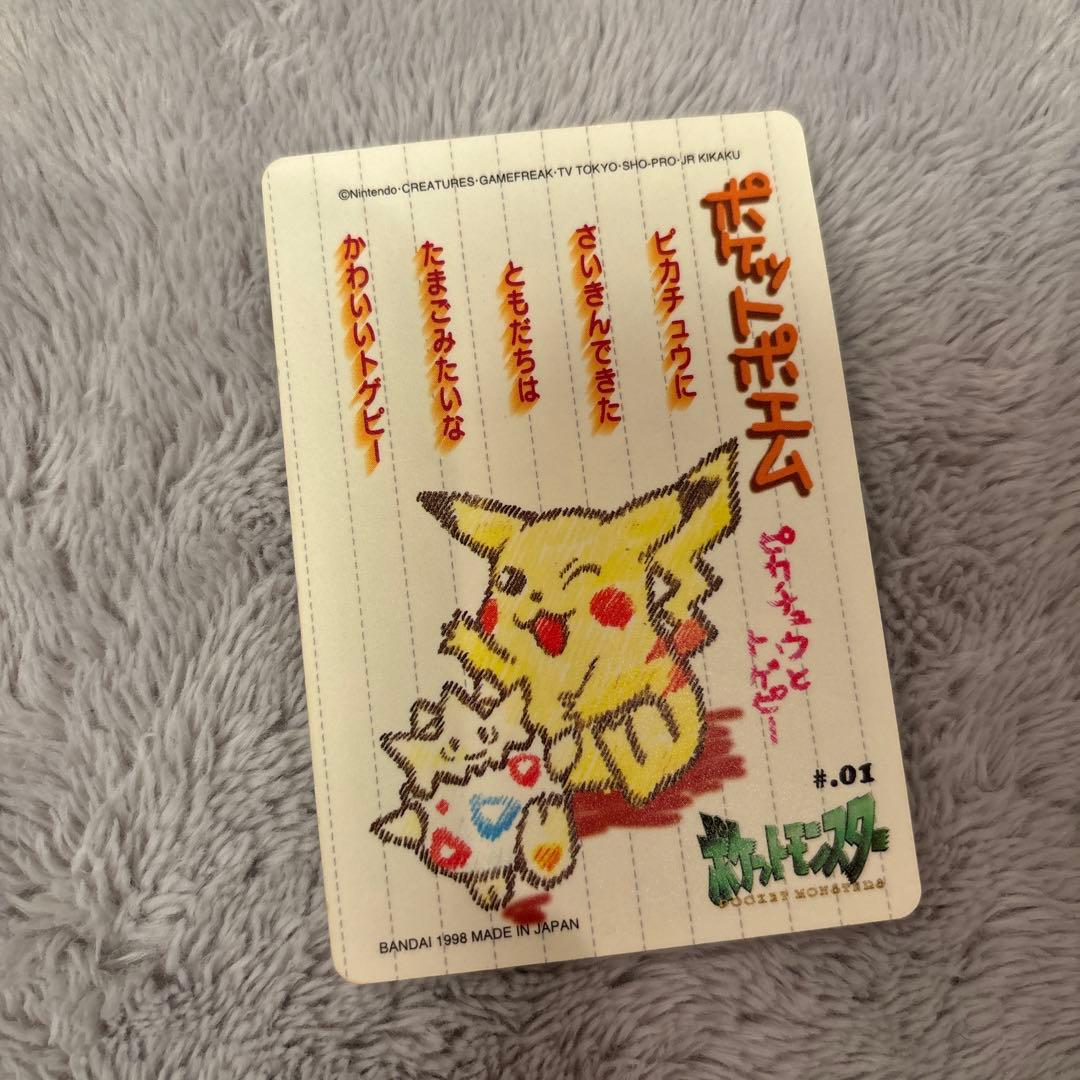 ©Nintendo・CREATURES・GAMEFREAK・TV TOKYO・SHO-PRO・JR KIKAKU
ポケットポエム
ピカチュウに
さいきんできた
ともだちは
たまごみたいな
かわいいトゲピー
ピカチュウと
トゲピー
#.01
ポケットモンスター
POCKET MONSTERS
BANDAI 1998 MADE IN JAPAN